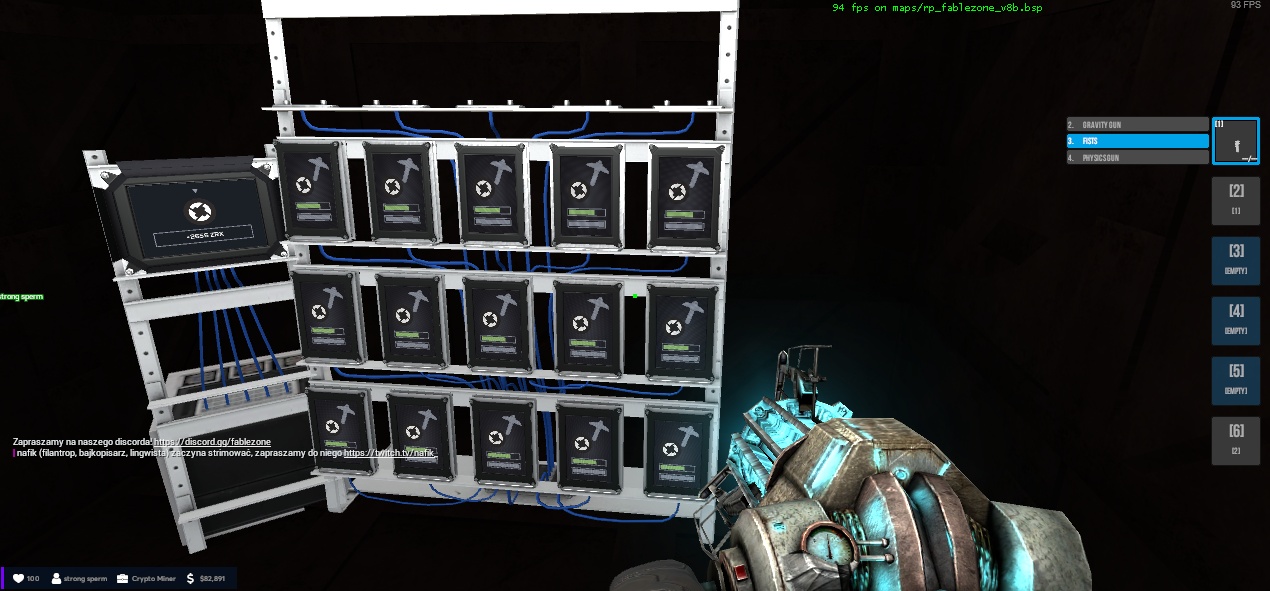 94 fps on maps/rp_fablezone_v8b.bsp
93 FPS
2. GRAVITY GUN
3. FISTS
4. PHYSICS GUN
[1]
—/—
[2]
[1]
[3]
[EMPTY]
[4]
[EMPTY]
[5]
[EMPTY]
[6]
[2]
strong sperm
Zapraszamy na naszego discorda! https://discord.gg/fablezone
| nafik (filantrop, bajkopisarz, lingwista) zaczyna strimować, zapraszamy do niego https://twitch.tv/nafik
100 strong sperm Crypto Miner $ $82,891